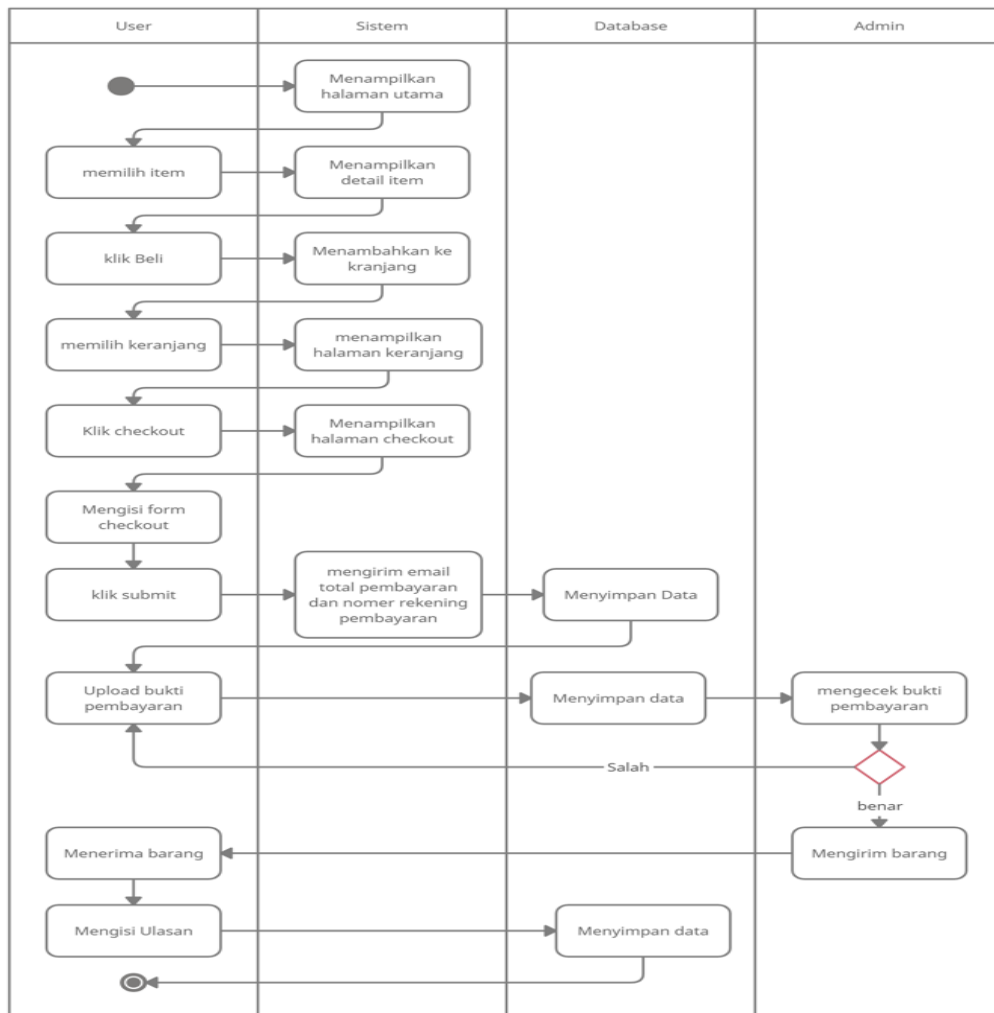 User
Sistem
Database
Admin
Menampilkan
halaman utama
memilih item
Menampilkan
detail item
klik Beli
Menambahkan ke
kranjang
memilih keranjang
menampilkan
halaman keranjang
Klik checkout
Menampilkan
halaman checkout
Mengisi form
checkout
klik submit
mengirim email
total pembayaran
dan nomer rekening
pembayaran
Menyimpan Data
Upload bukti
pembayaran
Menyimpan data
mengecek bukti
pembayaran
Salah
benar
Menerima barang
Mengirim barang
Mengisi Ulasan
Menyimpan data